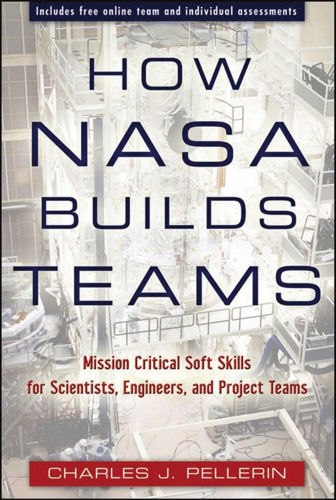 Includes free online team and individual assessments
HOW
NASA
BUILDS
TEAMS
Mission Critical Soft Skills
for Scientists, Engineers, and Project Teams
CHARLES J. PELLERIN